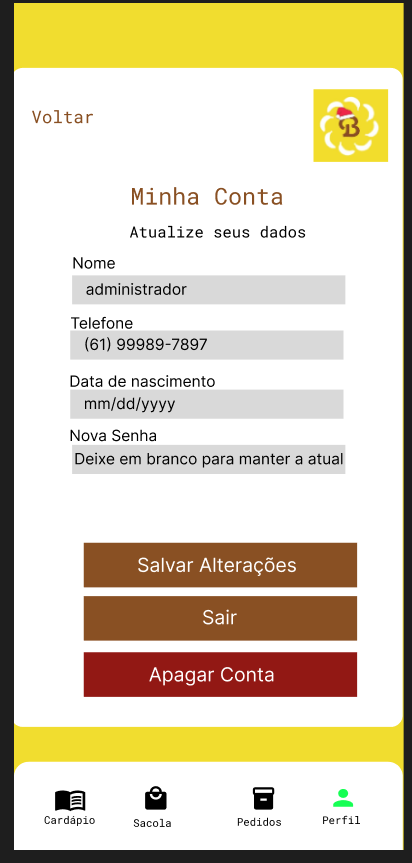 Voltar
B
Minha Conta
Atualize seus dados
Nome
administrador
Telefone
(61) 99989-7897
Data de nascimento
mm/dd/yyyy
Nova Senha
Deixe em branco para manter a atual
Salvar Alterações
Sair
Apagar Conta
Cardápio
Sacola
Pedidos
Perfil